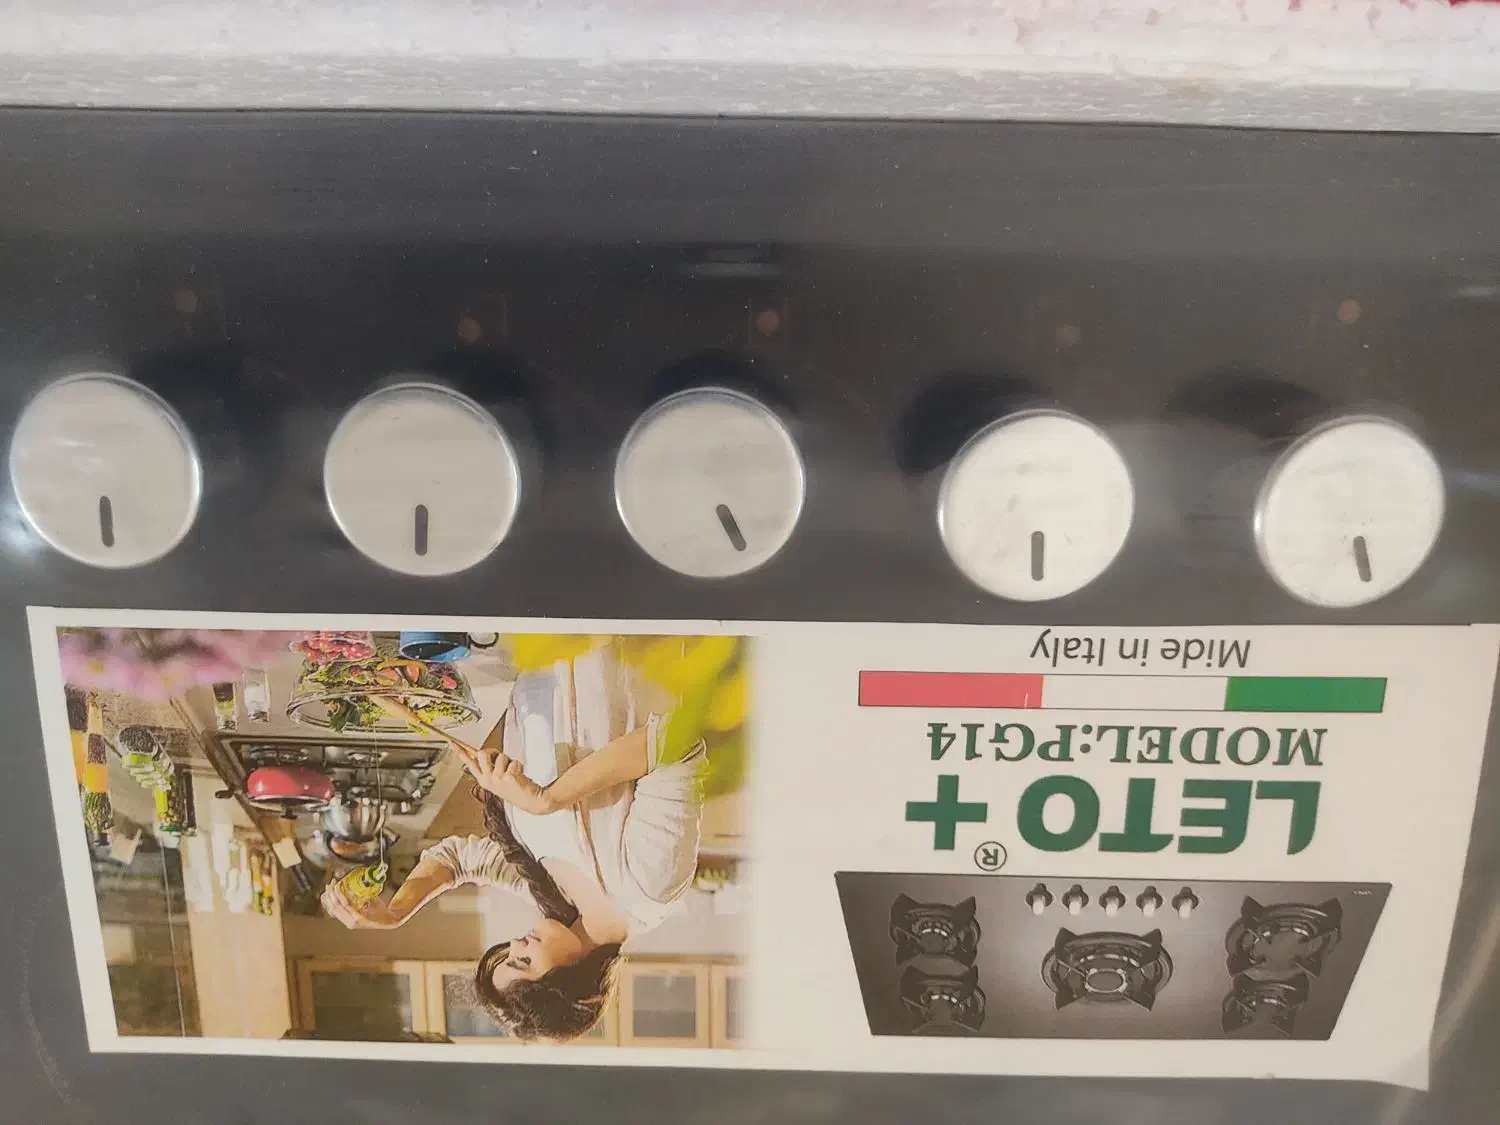 LETO®+
MODEL:PG14
Mide in Italy